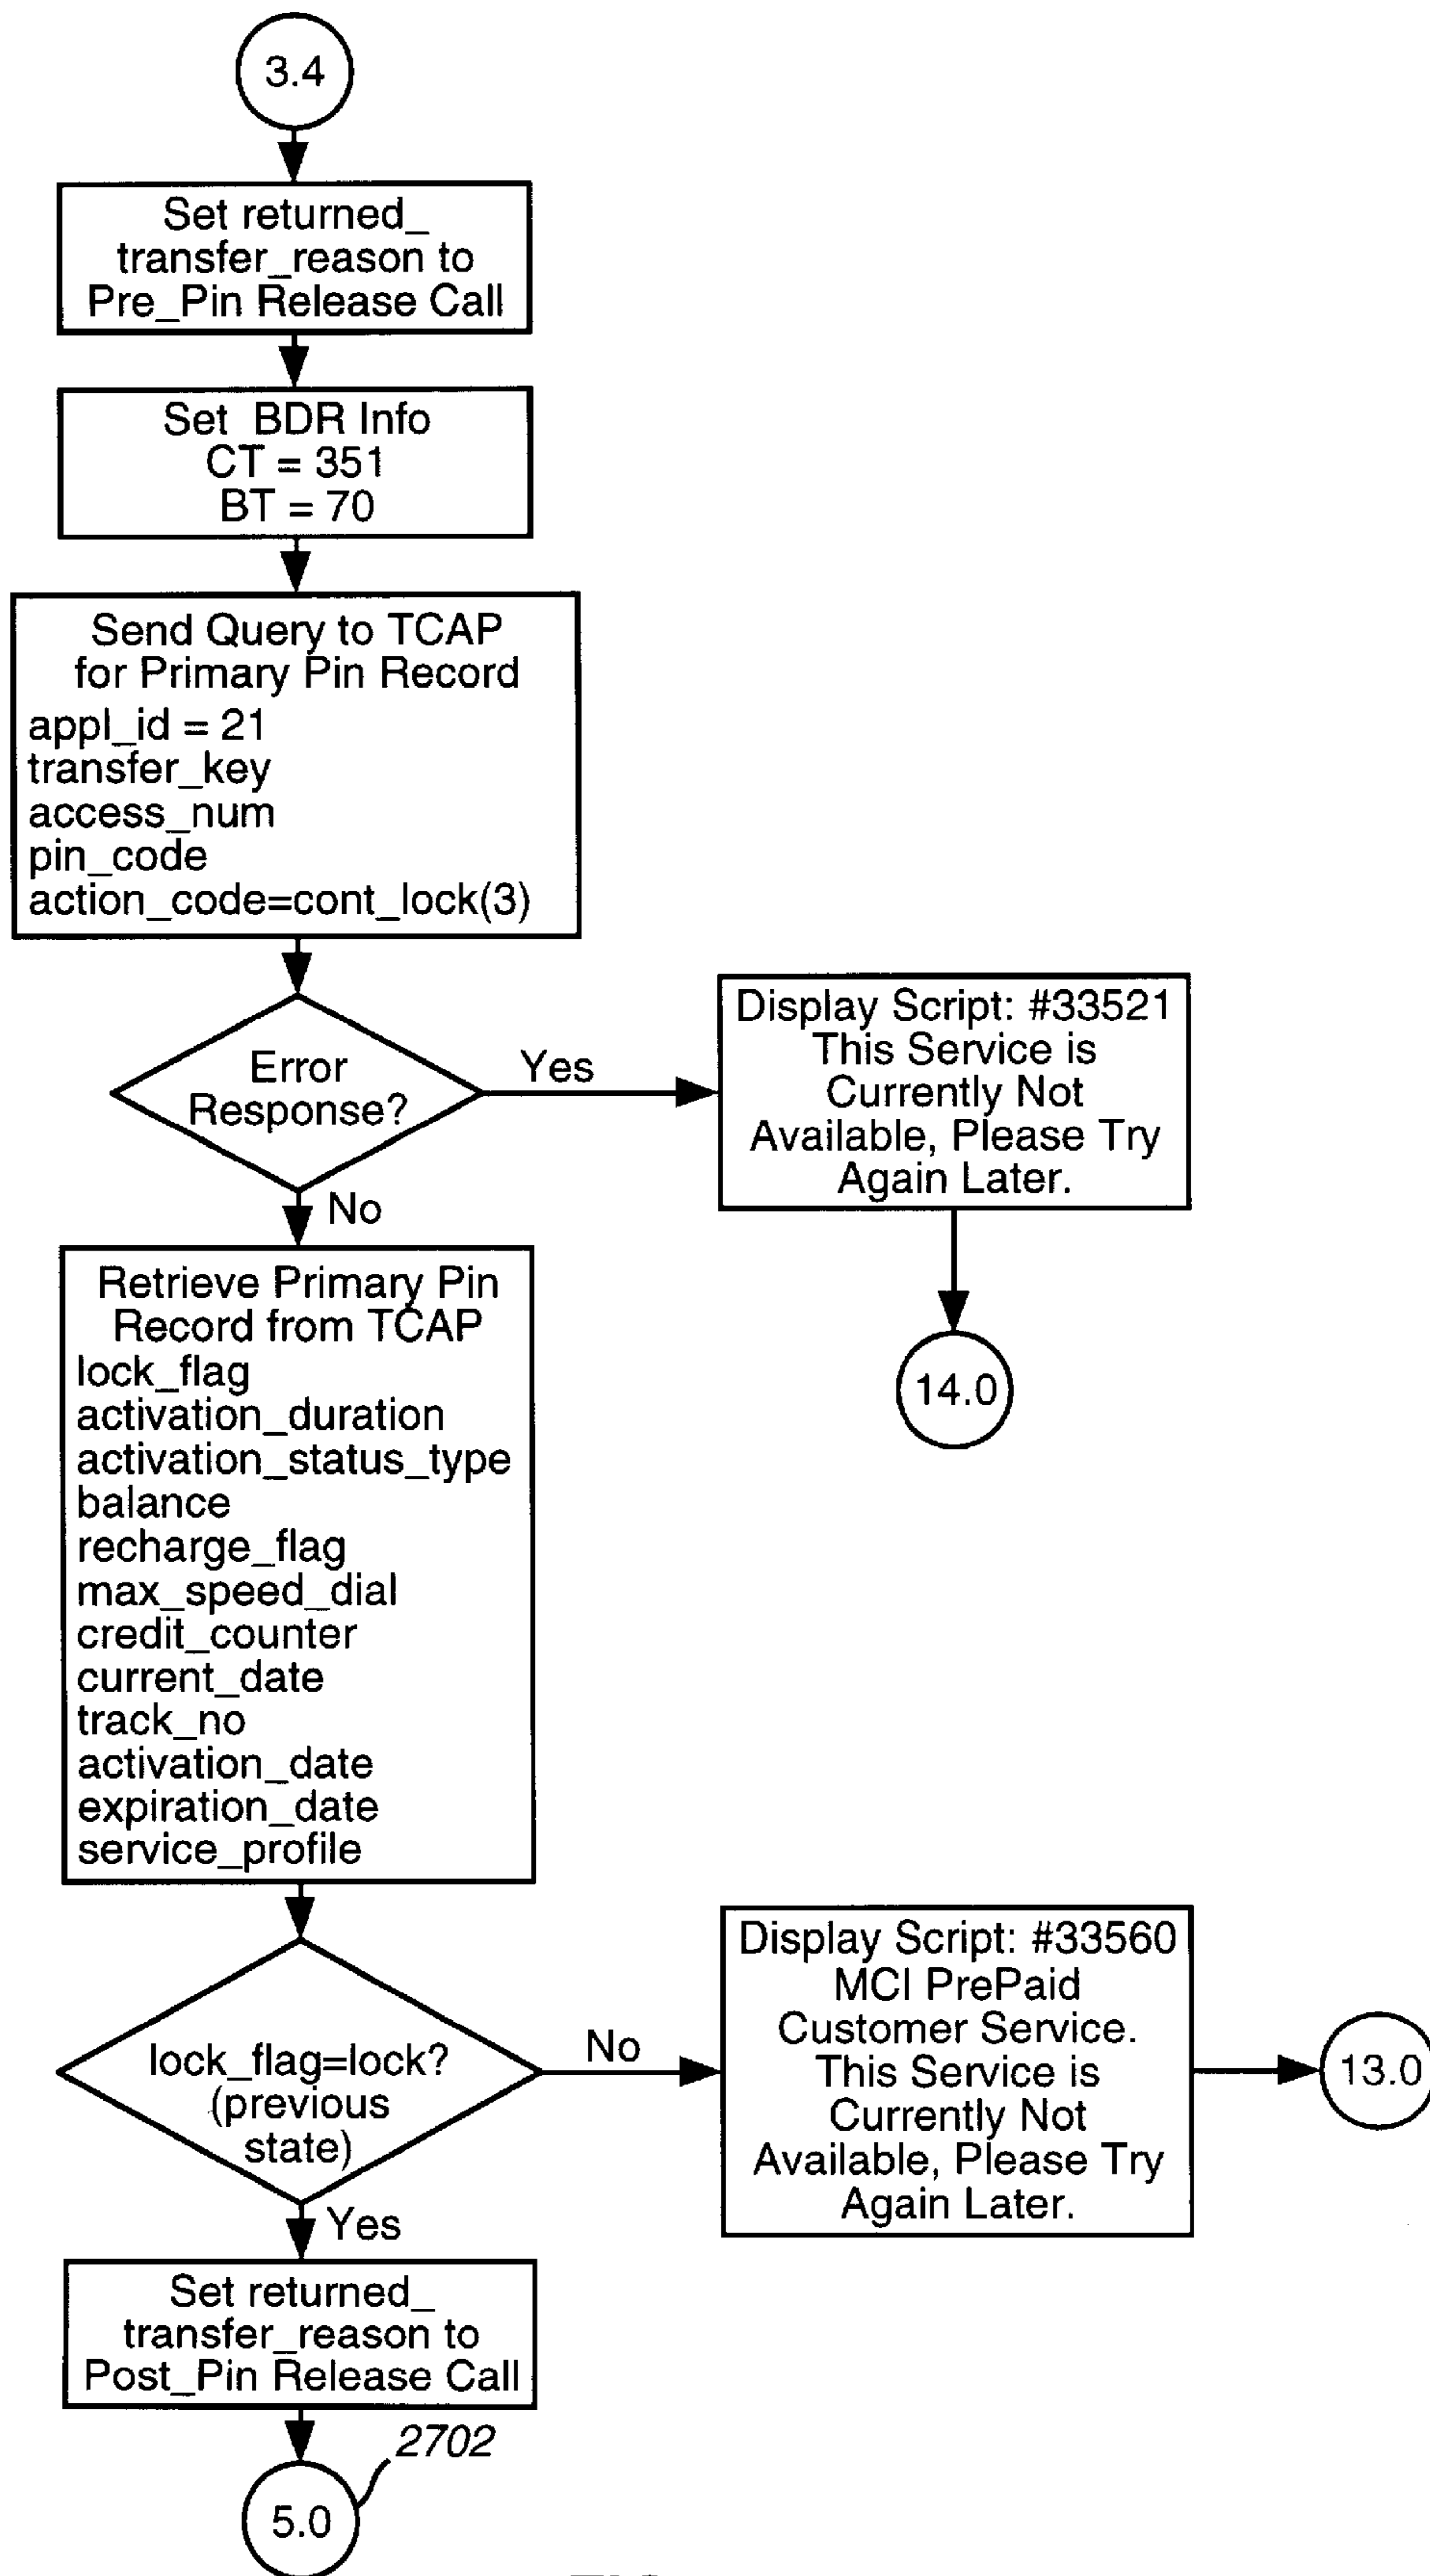 3.4
Set returned_
transfer_reason to
Pre_Pin Release Call
Set BDR Info
CT = 351
BT = 70
Send Query to TCAP
for Primary Pin Record
appl_id = 21
transfer_key
access_num
pin_code
action_code=cont_lock(3)
Error
Response?
Yes
Display Script: #33521
This Service is
Currently Not
Available, Please Try
Again Later.
14.0
No
Retrieve Primary Pin
Record from TCAP
lock_flag
activation_duration
activation_status_type
balance
recharge_flag
max_speed_dial
credit_counter
current_date
track_no
activation_date
expiration_date
service_profile
lock_flag=lock?
(previous
state)
No
Display Script: #33560
MCI PrePaid
Customer Service.
This Service is
Currently Not
Available, Please Try
Again Later.
13.0
Yes
Set returned_
transfer_reason to
Post_Pin Release Call
2702
5.0